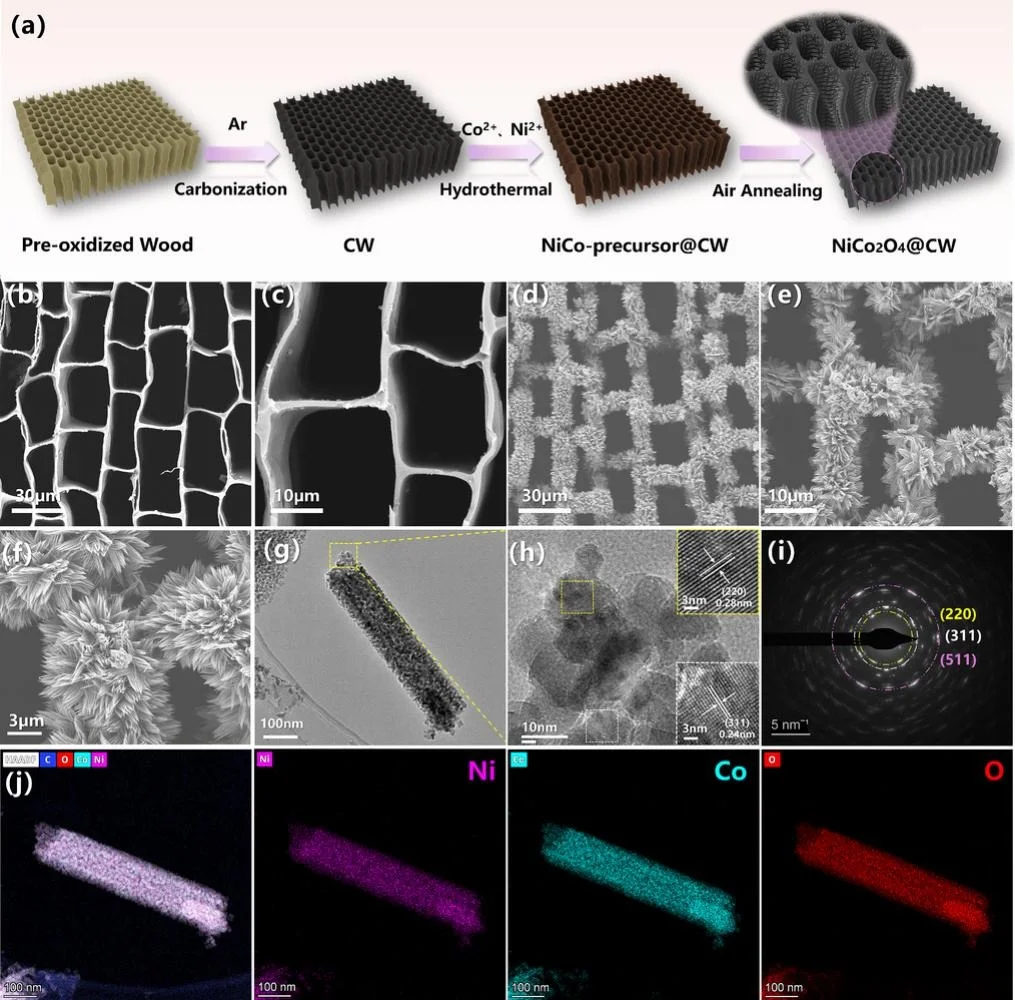 (a)
Ar
Carbonization
Co²⁺、Ni²⁺
Hydrothermal
Air Annealing
Pre-oxidized Wood
CW
NiCo-precursor@CW
NiCo₂O₄@CW
(b)
30μm
(c)
10μm
(d)
30μm
(e)
10μm
(f)
3μm
(g)
100nm
(h)
(220)
0.28nm
3nm
(311)
0.24nm
3nm
10nm
(i)
(220)
(311)
(511)
5 nm⁻¹
HAADF C O Co Ni
(j)
100 nm
Ni
Ni
100 nm
Co
Co
100 nm
O
O
100 nm